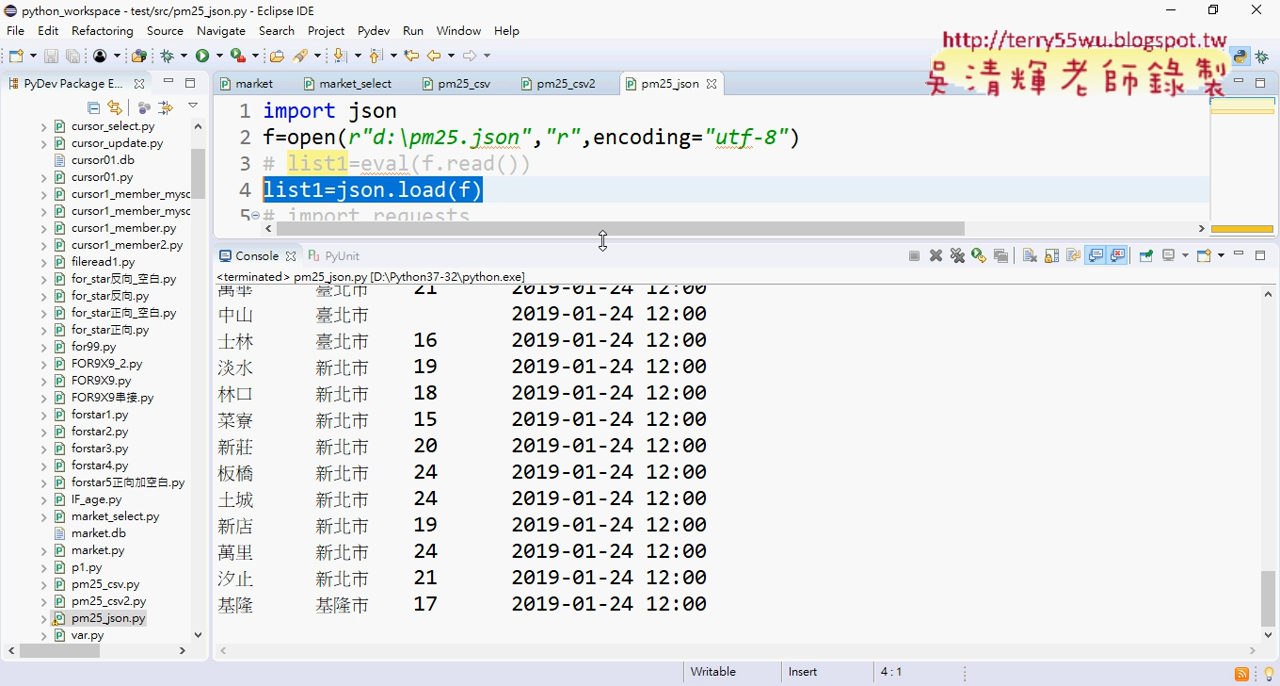 python_workspace - test/src/pm25_json.py - Eclipse IDE
File Edit Refactoring Source Navigate Search Project Pydev Run Window Help
http://terry55wu.blogspot.tw
吳清輝老師錄製
PyDev Package E...
market market_select pm25_csv pm25_csv2 pm25_json
cursor_select.py
cursor_update.py
cursor01.db
cursor01.py
cursor1_member_mysc
cursor1_member_mysc
cursor1_member.py
cursor1_member2.py
fileread1.py
for_star反向_空白.py
for_star反向.py
for_star正向_空白.py
for_star正向.py
for99.py
FOR9X9_2.py
FOR9X9.py
FOR9X9串接.py
forstar1.py
forstar2.py
forstar3.py
forstar4.py
forstar5正向加空白.py
IF_age.py
market_select.py
market.db
market.py
p1.py
pm25_csv.py
pm25_csv2.py
pm25_json.py
var.py
1 import json
2 f=open(r"d:\pm25.json","r",encoding="utf-8")
3 # list1=eval(f.read())
4 list1=json.load(f)
5 # import requests
Console PyUnit
<terminated> pm25_json.py [D:\Python37-32\python.exe]
萬華 臺北市 21 2019-01-24 12:00
中山 臺北市 2019-01-24 12:00
士林 臺北市 16 2019-01-24 12:00
淡水 新北市 19 2019-01-24 12:00
林口 新北市 18 2019-01-24 12:00
菜寮 新北市 15 2019-01-24 12:00
新莊 新北市 20 2019-01-24 12:00
板橋 新北市 24 2019-01-24 12:00
土城 新北市 24 2019-01-24 12:00
新店 新北市 19 2019-01-24 12:00
萬里 新北市 24 2019-01-24 12:00
汐止 新北市 21 2019-01-24 12:00
基隆 基隆市 17 2019-01-24 12:00
Writable Insert 4 : 1